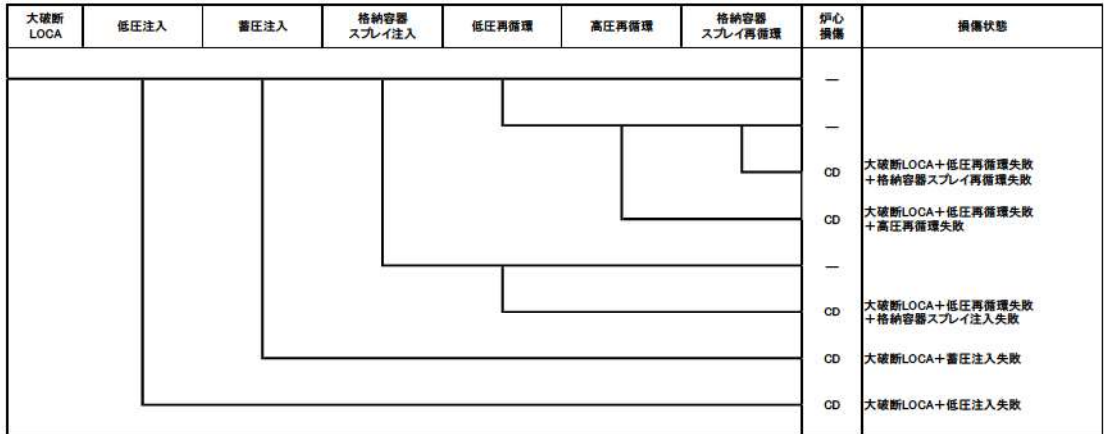 大破断
LOCA
低圧注入
蓄圧注入
格納容器
スプレイ注入
低圧再循環
高圧再循環
格納容器
スプレイ再循環
炉心
損傷
損傷状態
—
—
CD
大破断LOCA＋低圧再循環失敗
＋格納容器スプレイ再循環失敗
CD
大破断LOCA＋低圧再循環失敗
＋高圧再循環失敗
—
CD
大破断LOCA＋低圧再循環失敗
＋格納容器スプレイ注入失敗
CD
大破断LOCA＋蓄圧注入失敗
CD
大破断LOCA＋低圧注入失敗